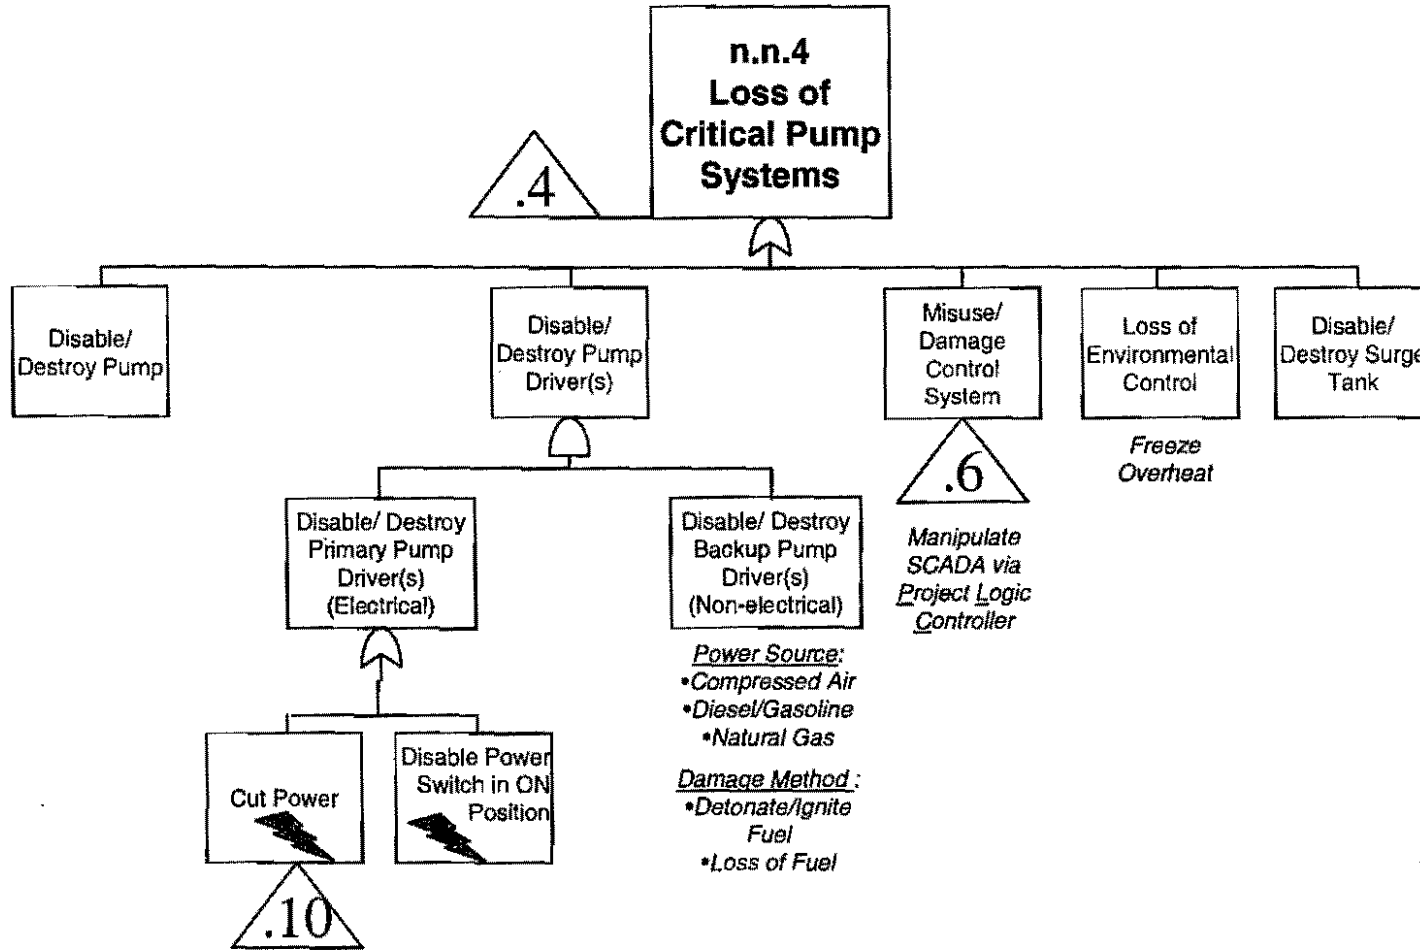 n.n.4
Loss of
Critical Pump
Systems
.4
Disable/
Destroy Pump
Disable/
Destroy Pump
Driver(s)
Misuse/
Damage
Control
System
Loss of
Environmental
Control
Disable/
Destroy Surge
Tank
.6
Freeze
Overheat
Manipulate
SCADA via
Project Logic
Controller
Disable/ Destroy
Primary Pump
Driver(s)
(Electrical)
Disable/ Destroy
Backup Pump
Driver(s)
(Non-electrical)
Power Source:
•Compressed Air
•Diesel/Gasoline
•Natural Gas
Damage Method :
•Detonate/Ignite
Fuel
•Loss of Fuel
Cut Power
Disable Power
Switch in ON
Position
.10